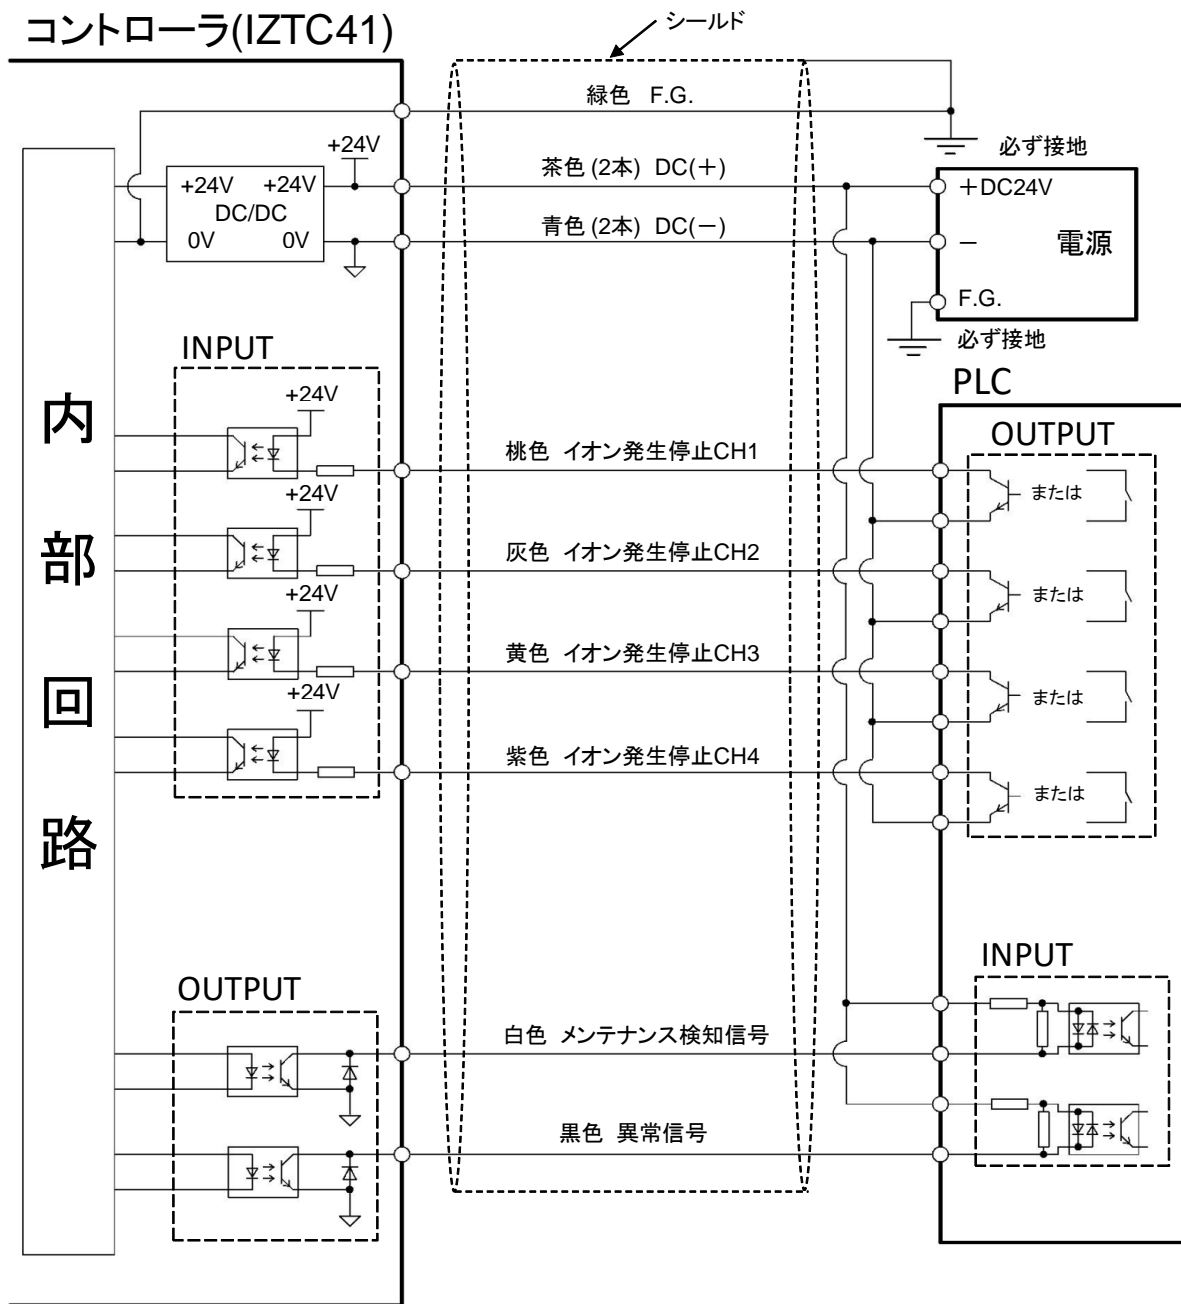 コントローラ(IZTC41)
シールド
緑色 F.G.
必ず接地
+24V
茶色 (2本) DC(+)
+24V +24V
DC/DC
0V 0V
+DC24V
青色 (2本) DC(-)
- 電源
F.G.
必ず接地
INPUT
PLC
+24V
OUTPUT
内部回路
桃色 イオン発生停止CH1
または
+24V
灰色 イオン発生停止CH2
または
+24V
黄色 イオン発生停止CH3
または
+24V
紫色 イオン発生停止CH4
または
INPUT
OUTPUT
白色 メンテナンス検知信号
黒色 異常信号